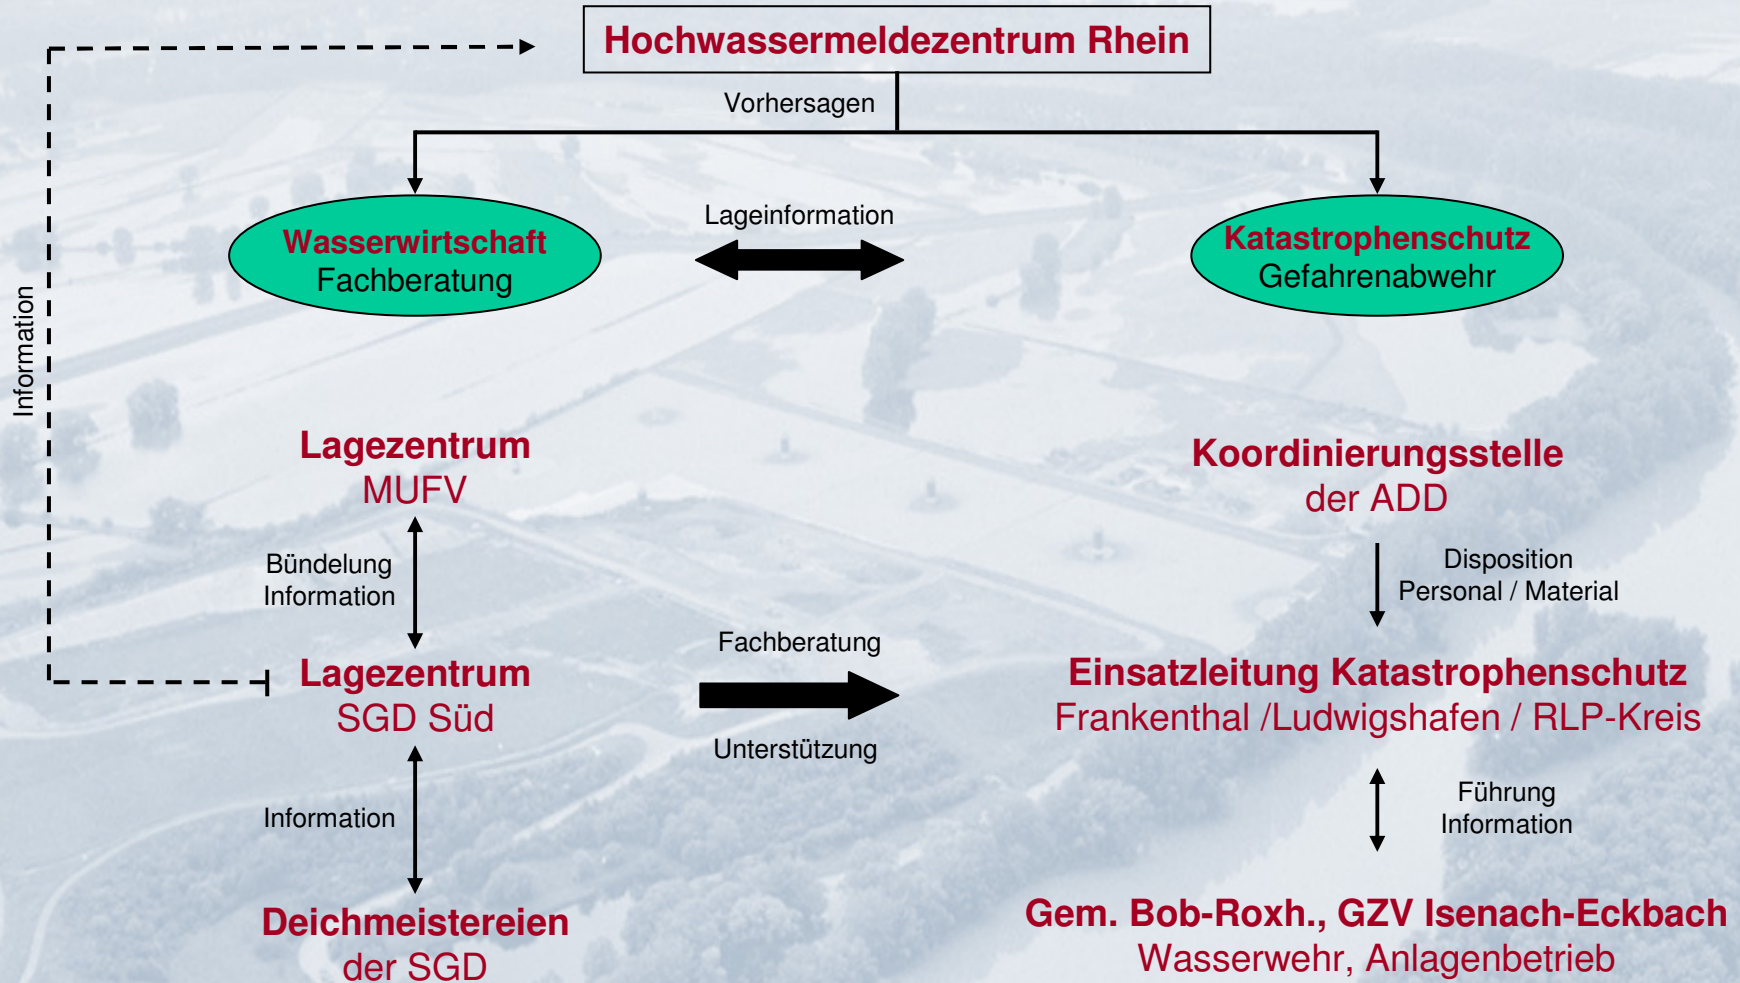 Hochwassermeldezentrum Rhein
Vorhersagen
Wasserwirtschaft
Fachberatung
Lageinformation
Katastrophenschutz
Gefahrenabwehr
Information
Lagezentrum
MUFV
Koordinierungsstelle
der ADD
Bündelung
Information
Disposition
Personal / Material
Lagezentrum
SGD Süd
Fachberatung
Unterstützung
Einsatzleitung Katastrophenschutz
Frankenthal /Ludwigshafen / RLP-Kreis
Information
Führung
Information
Deichmeistereien
der SGD
Gem. Bob-Roxh., GZV Isenach-Eckbach
Wasserwehr, Anlagenbetrieb